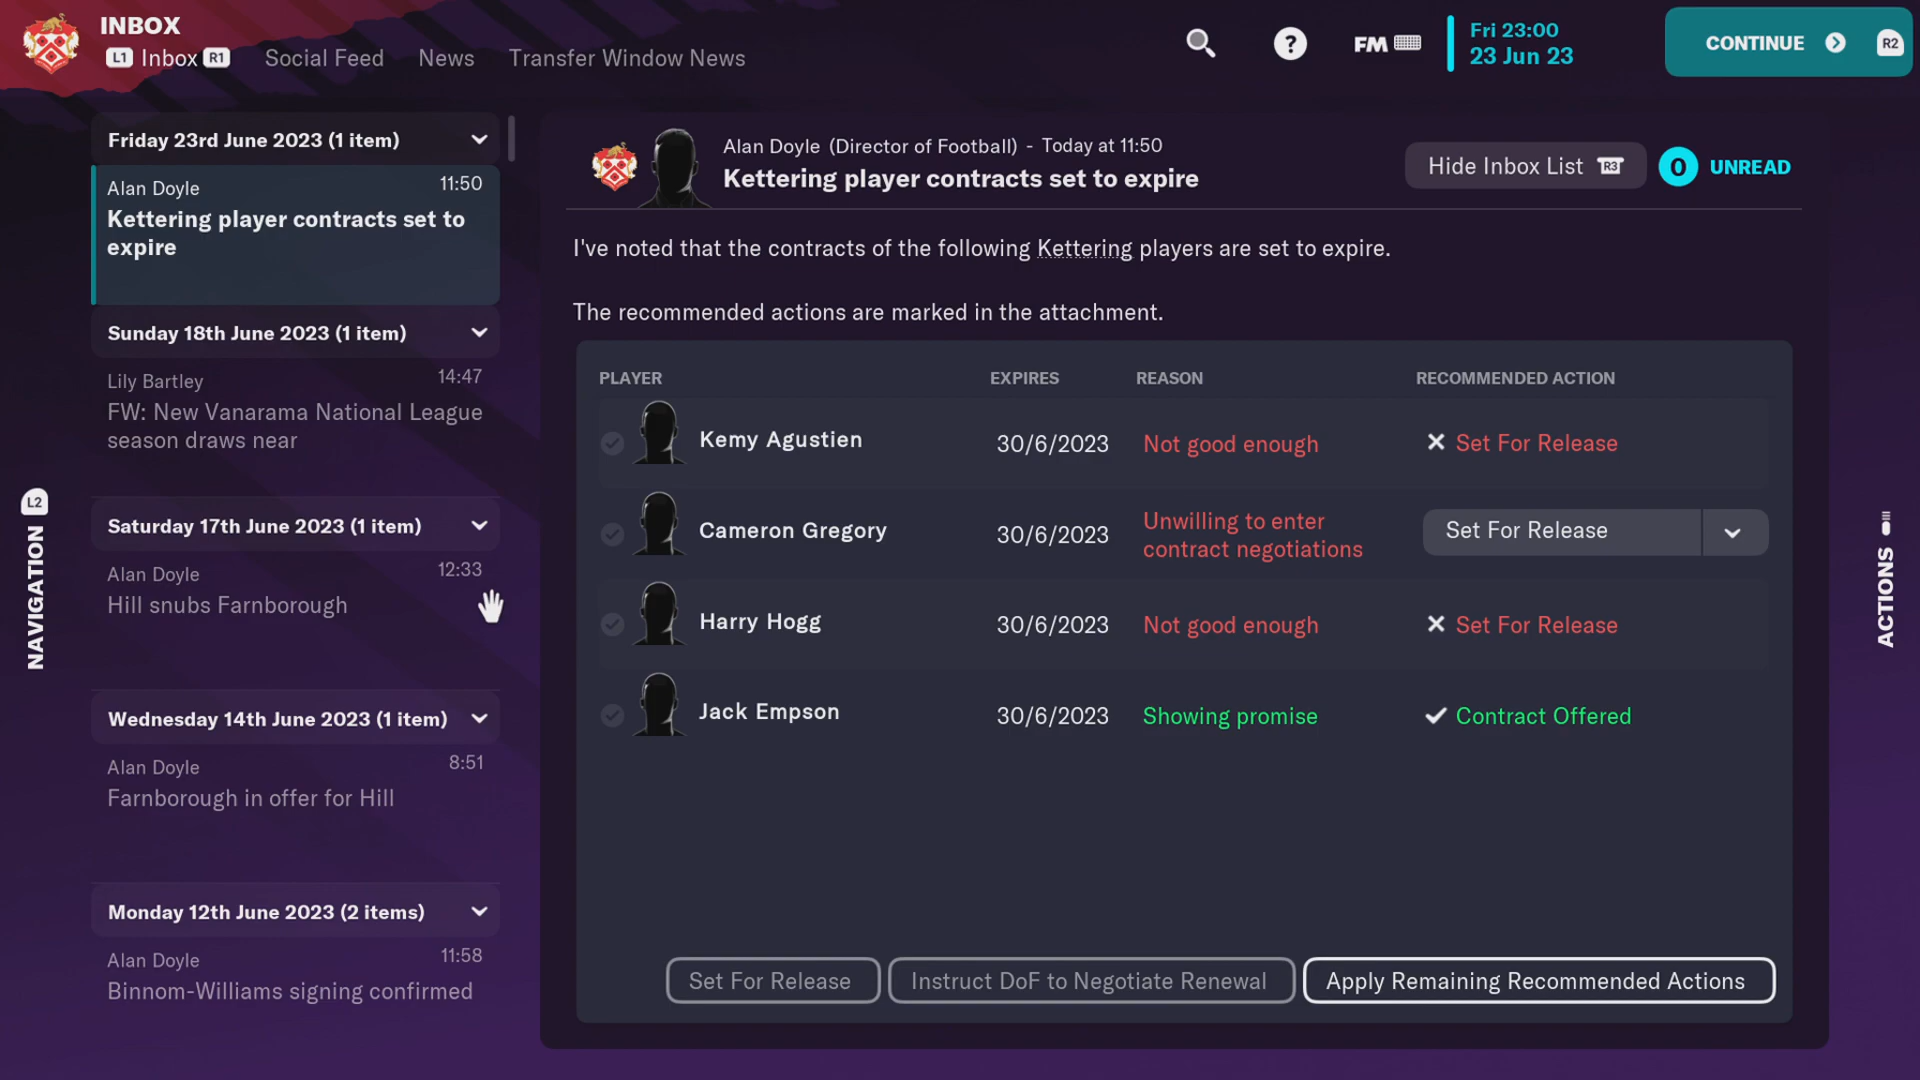 INBOX
L1 Inbox R1 Social Feed News Transfer Window News
FM
Fri 23:00
23 Jun 23
CONTINUE R2
Friday 23rd June 2023 (1 item)
Alan Doyle 11:50
Kettering player contracts set to
expire
Sunday 18th June 2023 (1 item)
Lily Bartley 14:47
FW: New Vanarama National League
season draws near
Saturday 17th June 2023 (1 item)
Alan Doyle 12:33
Hill snubs Farnborough
Wednesday 14th June 2023 (1 item)
Alan Doyle 8:51
Farnborough in offer for Hill
Monday 12th June 2023 (2 items)
Alan Doyle 11:58
Binnom-Williams signing confirmed
L2
NAVIGATION
Alan Doyle (Director of Football) - Today at 11:50
Kettering player contracts set to expire
Hide Inbox List R3
0 UNREAD
I've noted that the contracts of the following Kettering players are set to expire.
The recommended actions are marked in the attachment.
PLAYER EXPIRES REASON RECOMMENDED ACTION
Kemy Agustien 30/6/2023 Not good enough Set For Release
Cameron Gregory 30/6/2023 Unwilling to enter
contract negotiations Set For Release
Harry Hogg 30/6/2023 Not good enough Set For Release
Jack Empson 30/6/2023 Showing promise Contract Offered
Set For Release Instruct DoF to Negotiate Renewal Apply Remaining Recommended Actions
ACTIONS